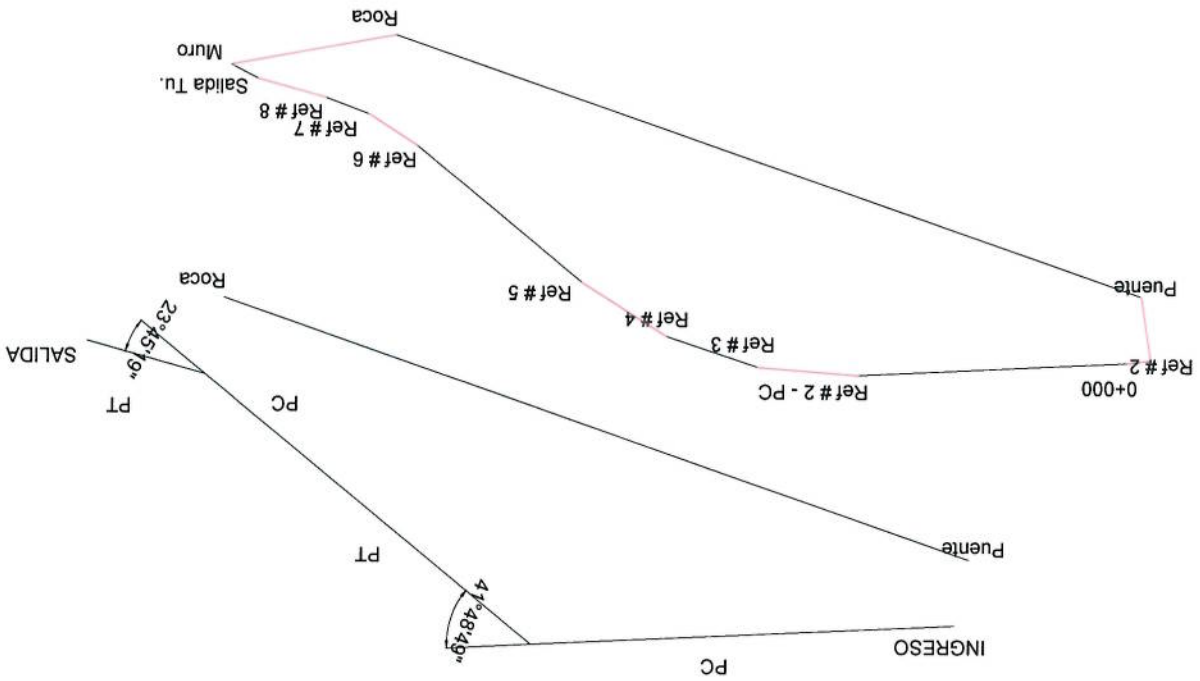 PC
INGRESO
41°48'49"
PT
Puente
PC
PT
SALIDA
23°45'19"
Roca
0+000
Ref # 2
Ref # 2 - PC
Ref # 3
Ref # 4
Ref # 5
Puente
Ref # 6
Ref # 7
Ref # 8
Salida Tu.
Muro
Roca